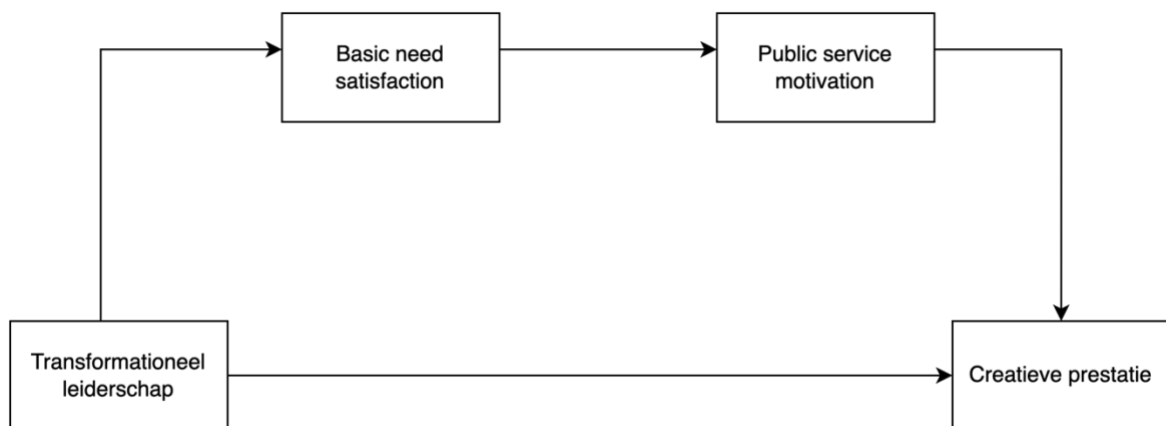 Basic need
satisfaction
Public service
motivation
Transformationeel
leiderschap
Creatieve prestatie